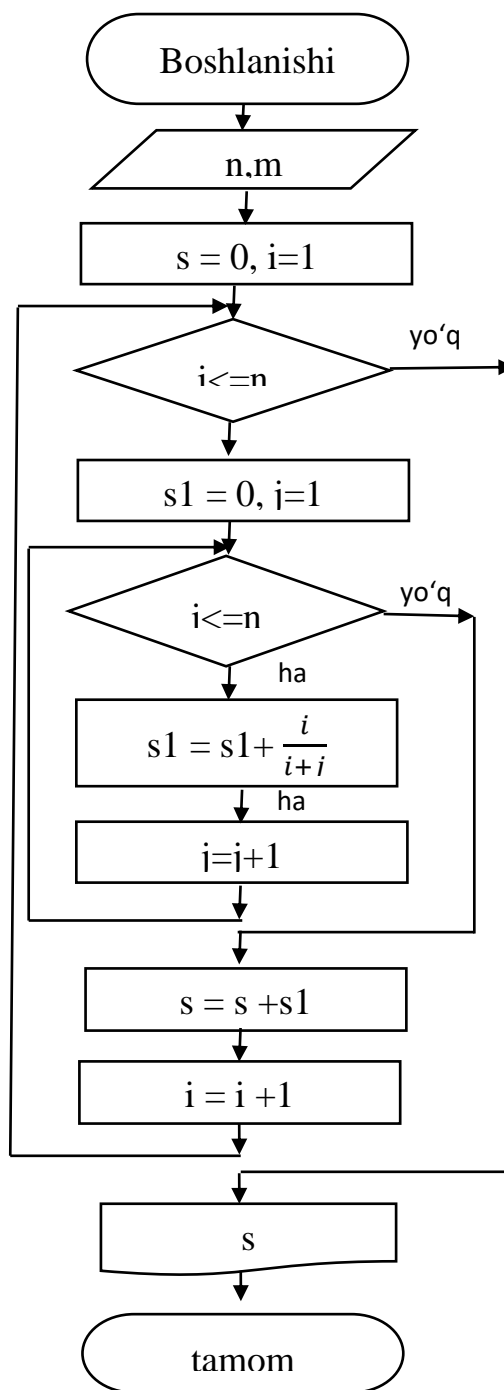 Boshlanishi
n,m
s = 0, i=1
yo‘q
i<=n
s1 = 0, j=1
yo‘q
i<=n
ha
s1 = s1+ i/(i+j)
ha
j=j+1
s = s +s1
i = i +1
s
tamom